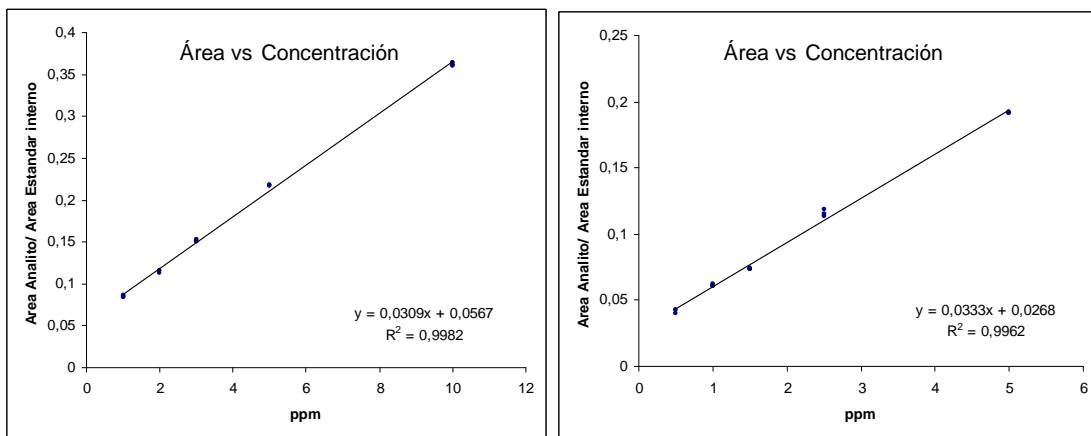 Área vs Concentración
0,4
0,35
0,3
0,25
0,2
0,15
0,1
0,05
0
Area Analito/ Area Estandar interno
y = 0,0309x + 0,0567
R² = 0,9982
0 2 4 6 8 10 12
ppm
Área vs Concentración
0,25
0,2
0,15
0,1
0,05
0
Area Analito/ Area Estandar interno
y = 0,0333x + 0,0268
R² = 0,9962
0 1 2 3 4 5 6
ppm